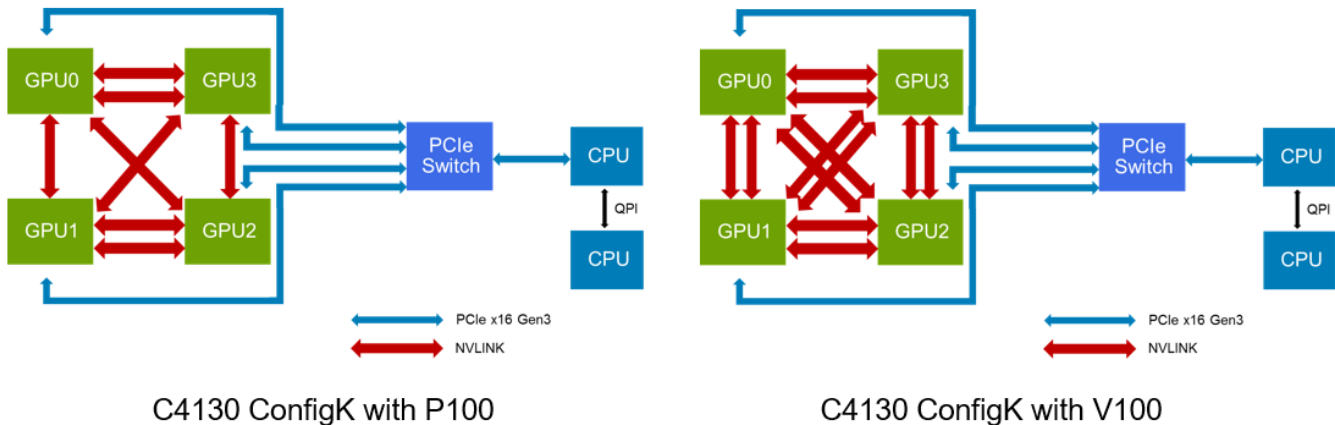 GPU0
GPU3
GPU1
GPU2
PCIe
Switch
CPU
QPI
CPU
PCIe x16 Gen3
NVLINK
C4130 ConfigK with P100
GPU0
GPU3
GPU1
GPU2
PCIe
Switch
CPU
QPI
CPU
PCIe x16 Gen3
NVLINK
C4130 ConfigK with V100